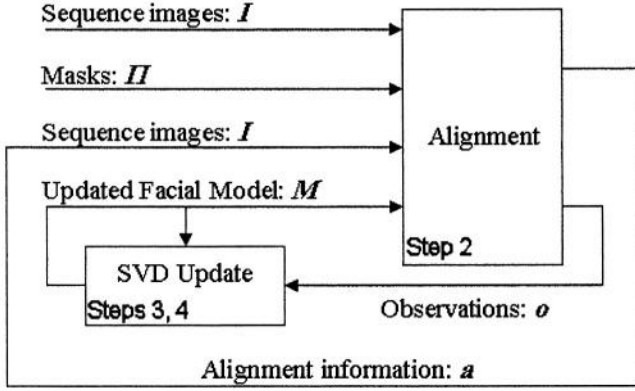 Sequence images: I
Masks: Π
Sequence images: I
Alignment
Updated Facial Model: M
Step 2
SVD Update
Steps 3, 4
Observations: o
Alignment information: a